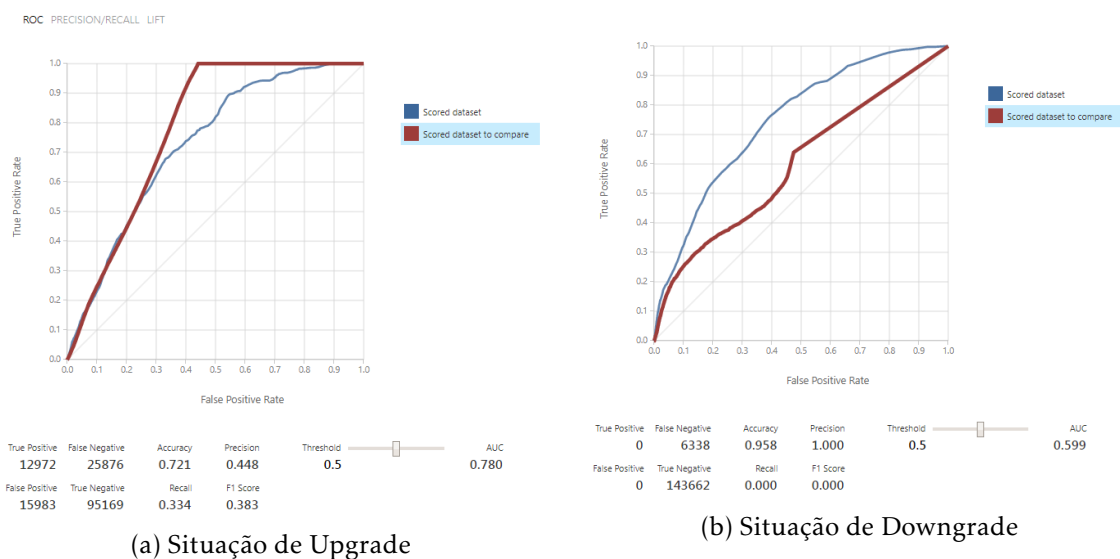 ROC PRECISION/RECALL LIFT
1.0
0.9
0.8
0.7
0.6
0.5
0.4
0.3
0.2
0.1
0.0
0.0 0.1 0.2 0.3 0.4 0.5 0.6 0.7 0.8 0.9 1.0
True Positive Rate
False Positive Rate
Scored dataset
Scored dataset to compare
True Positive False Negative Accuracy Precision Threshold AUC
12972 25876 0.721 0.448 0.5 0.780
False Positive True Negative Recall F1 Score
15983 95169 0.334 0.383
(a) Situação de Upgrade
1.0
0.9
0.8
0.7
0.6
0.5
0.4
0.3
0.2
0.1
0.0
0.0 0.1 0.2 0.3 0.4 0.5 0.6 0.7 0.8 0.9 1.0
True Positive Rate
False Positive Rate
Scored dataset
Scored dataset to compare
True Positive False Negative Accuracy Precision Threshold AUC
0 6338 0.958 1.000 0.5 0.599
False Positive True Negative Recall F1 Score
0 143662 0.000 0.000
(b) Situação de Downgrade